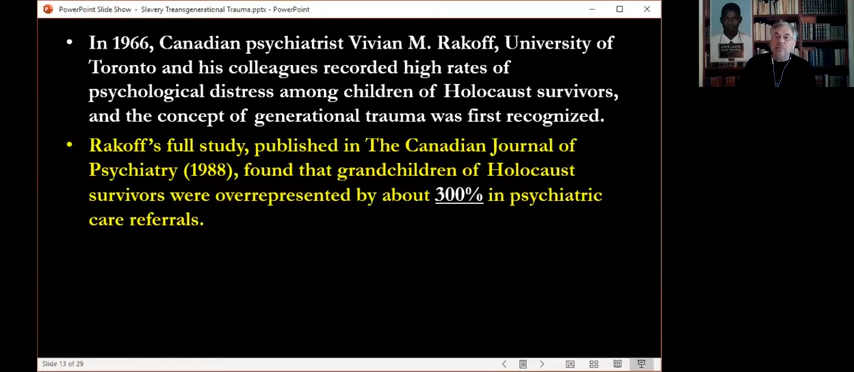 PowerPoint Slide Show - Slavery Treansgenerational Trauma.pptx - PowerPoint
• In 1966, Canadian psychiatrist Vivian M. Rakoff, University of
Toronto and his colleagues recorded high rates of
psychological distress among children of Holocaust survivors,
and the concept of generational trauma was first recognized.
• Rakoff's full study, published in The Canadian Journal of
Psychiatry (1988), found that grandchildren of Holocaust
survivors were overrepresented by about 300% in psychiatric
care referrals.
Slide 13 of 29